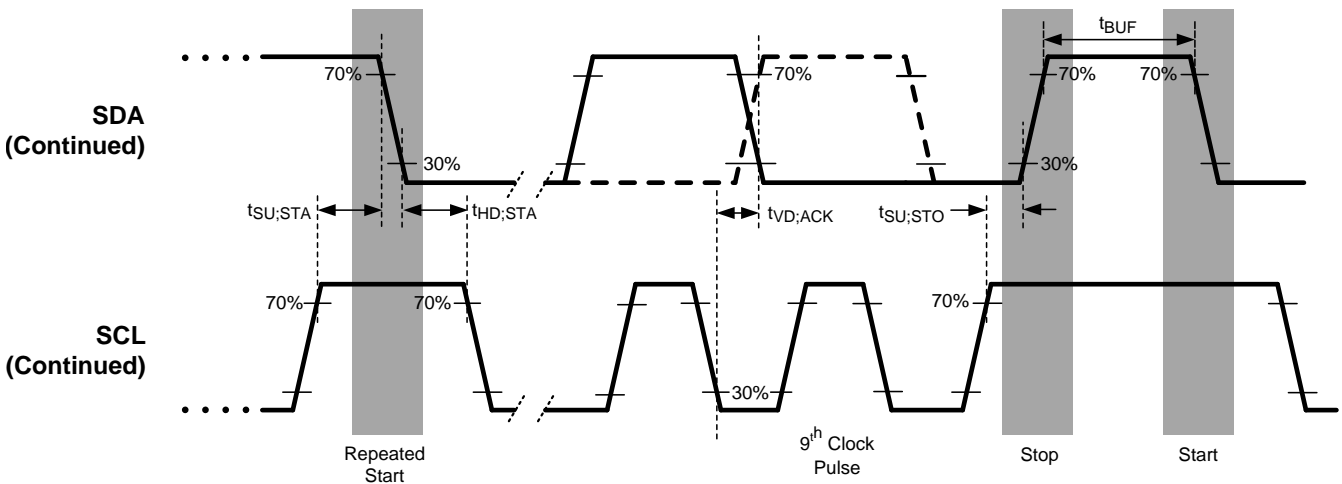 t_BUF
70%
70%
70%
70%
SDA
(Continued)
30%
30%
t_SU;STA
t_HD;STA
t_VD;ACK
t_SU;STO
70%
70%
70%
SCL
(Continued)
30%
9th Clock
Pulse
Repeated
Start
Stop
Start